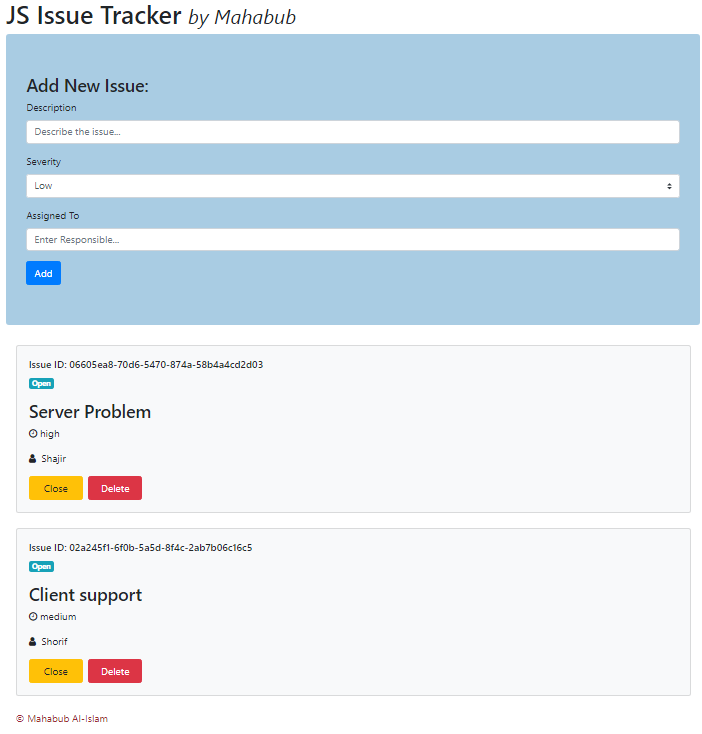 JS Issue Tracker by Mahabub
Add New Issue:
Description
Describe the issue...
Severity
Low
Assigned To
Enter Responsible...
Add
Issue ID: 06605ea8-70d6-5470-874a-58b4a4cd2d03
Open
Server Problem
high
Shajir
Close Delete
Issue ID: 02a245f1-6f0b-5a5d-8f4c-2ab7b06c16c5
Open
Client support
medium
Shorif
Close Delete
© Mahabub Al-Islam